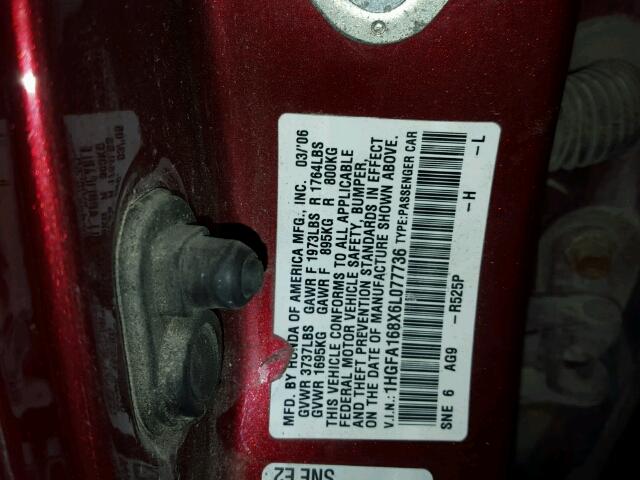 MFD. BY HONDA OF AMERICA MFG., INC. 03/'06
GVWR 3737LBS GAWR F 1973LBS R 1764LBS
GVWR 1695KG GAWR F 895KG R 800KG
THIS VEHICLE CONFORMS TO ALL APPLICABLE
FEDERAL MOTOR VEHICLE SAFETY, BUMPER,
AND THEFT PREVENTION STANDARDS IN EFFECT
ON THE DATE OF MANUFACTURE SHOWN ABOVE.
V.I.N.: 1HGFA168X6L077736 TYPE:PASSENGER CAR
SNE 6 AG9 -R525P -H -L
SNE E2